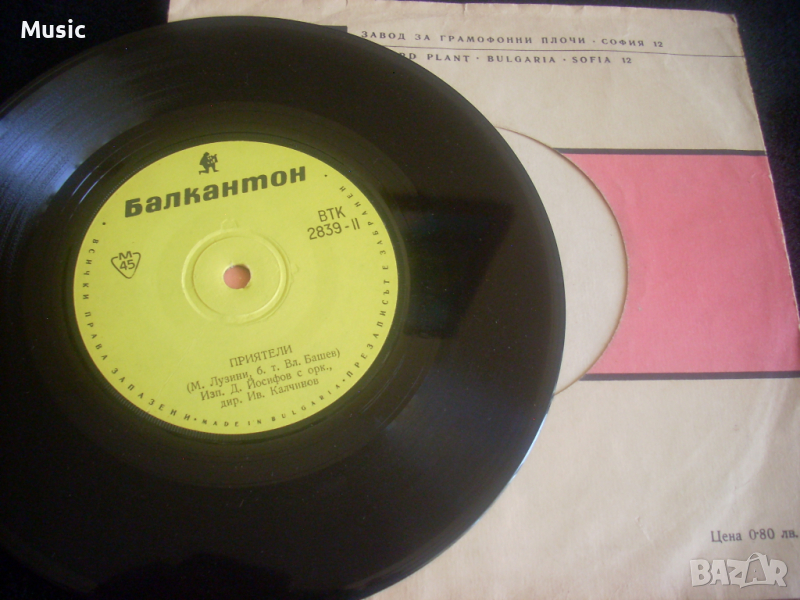 Music
ЗАВОД ЗА ГРАМОФОННИ ПЛОЧИ · СОФИЯ 12
RD PLANT · BULGARIA · SOFIA 12
Балкантон
ВТК
2839-II
М
45
ПРИЯТЕЛИ
(М. Лузини, б. т. Вл. Башев)
Изп. Д. Йосифов с орк.,
дир. Ив. Калчинов
· ВСИЧКИ ПРАВА ЗАПАЗЕНИ · MADE IN BULGARIA · ПРЕЗАПИСЪТ Е ЗАБРАНЕН
Цена 0·80 лв.
BAZAR